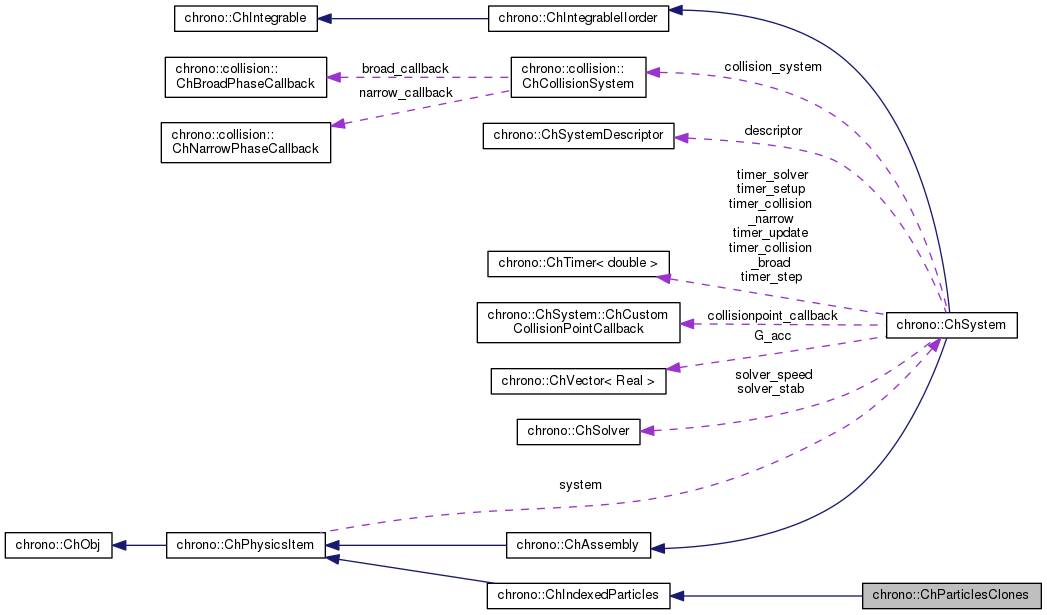 chrono::ChIntegrable
chrono::ChIntegrableIIorder
chrono::collision::
ChBroadPhaseCallback
broad_callback
chrono::collision::
ChCollisionSystem
collision_system
narrow_callback
chrono::collision::
ChNarrowPhaseCallback
chrono::ChSystemDescriptor
descriptor
timer_solver
timer_setup
timer_collision
_narrow
timer_update
timer_collision
_broad
timer_step
chrono::ChTimer< double >
chrono::ChSystem::ChCustom
CollisionPointCallback
collisionpoint_callback
chrono::ChSystem
G_acc
chrono::ChVector< Real >
solver_speed
solver_stab
chrono::ChSolver
system
chrono::ChObj
chrono::ChPhysicsItem
chrono::ChAssembly
chrono::ChIndexedParticles
chrono::ChParticlesClones